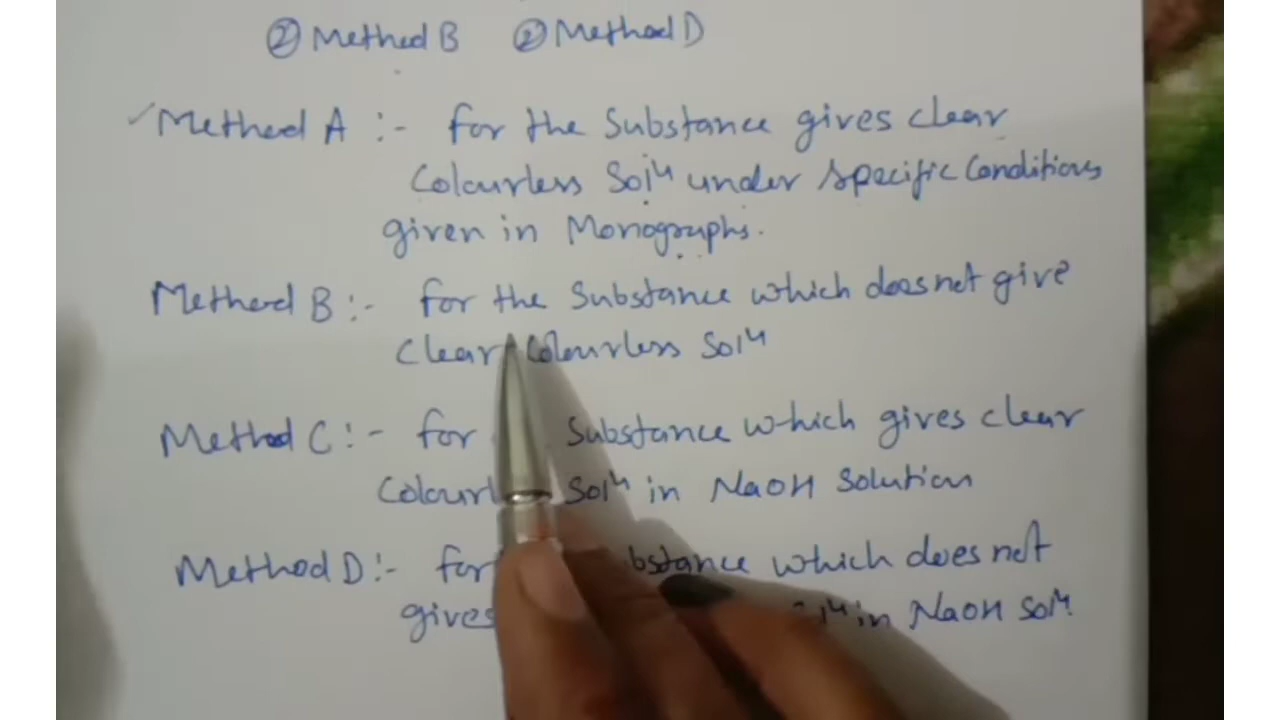 ② Method B ② Method D
Method A :- for the Substance gives clear
Colourless Solⁿ under specific Conditions
given in Monographs.
Method B :- for the Substance which does not give
Clear Colourless Solⁿ
Method C :- for Substance which gives clear
Solⁿ in NaOH Solution
Method D :- for which does not
gives in NaOH Solⁿ.